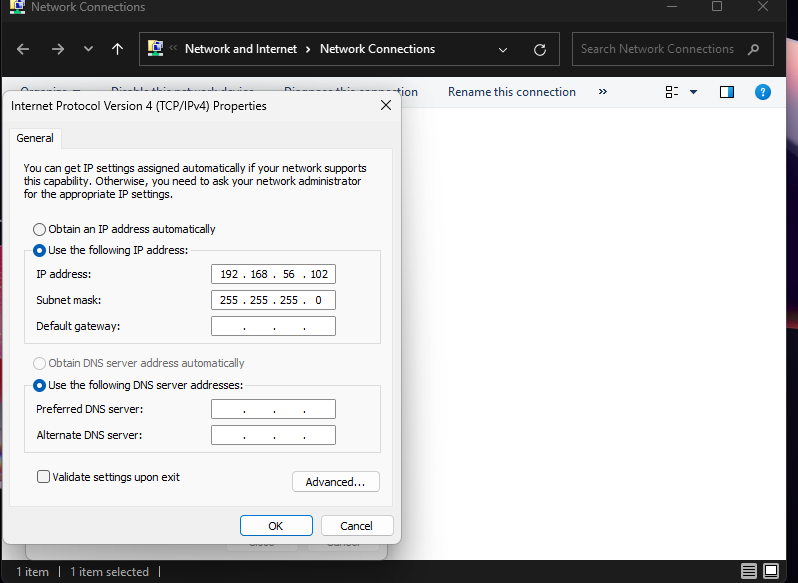 Network Connections
« Network and Internet › Network Connections
Search Network Connections
Organize Disable this network device Diagnose this connection Rename this connection »
Internet Protocol Version 4 (TCP/IPv4) Properties
General
You can get IP settings assigned automatically if your network supports
this capability. Otherwise, you need to ask your network administrator
for the appropriate IP settings.
Obtain an IP address automatically
Use the following IP address:
IP address: 192 . 168 . 56 . 102
Subnet mask: 255 . 255 . 255 . 0
Default gateway: . . .
Obtain DNS server address automatically
Use the following DNS server addresses:
Preferred DNS server: . . .
Alternate DNS server: . . .
Validate settings upon exit
Advanced...
OK Cancel
Close Cancel
1 item | 1 item selected |